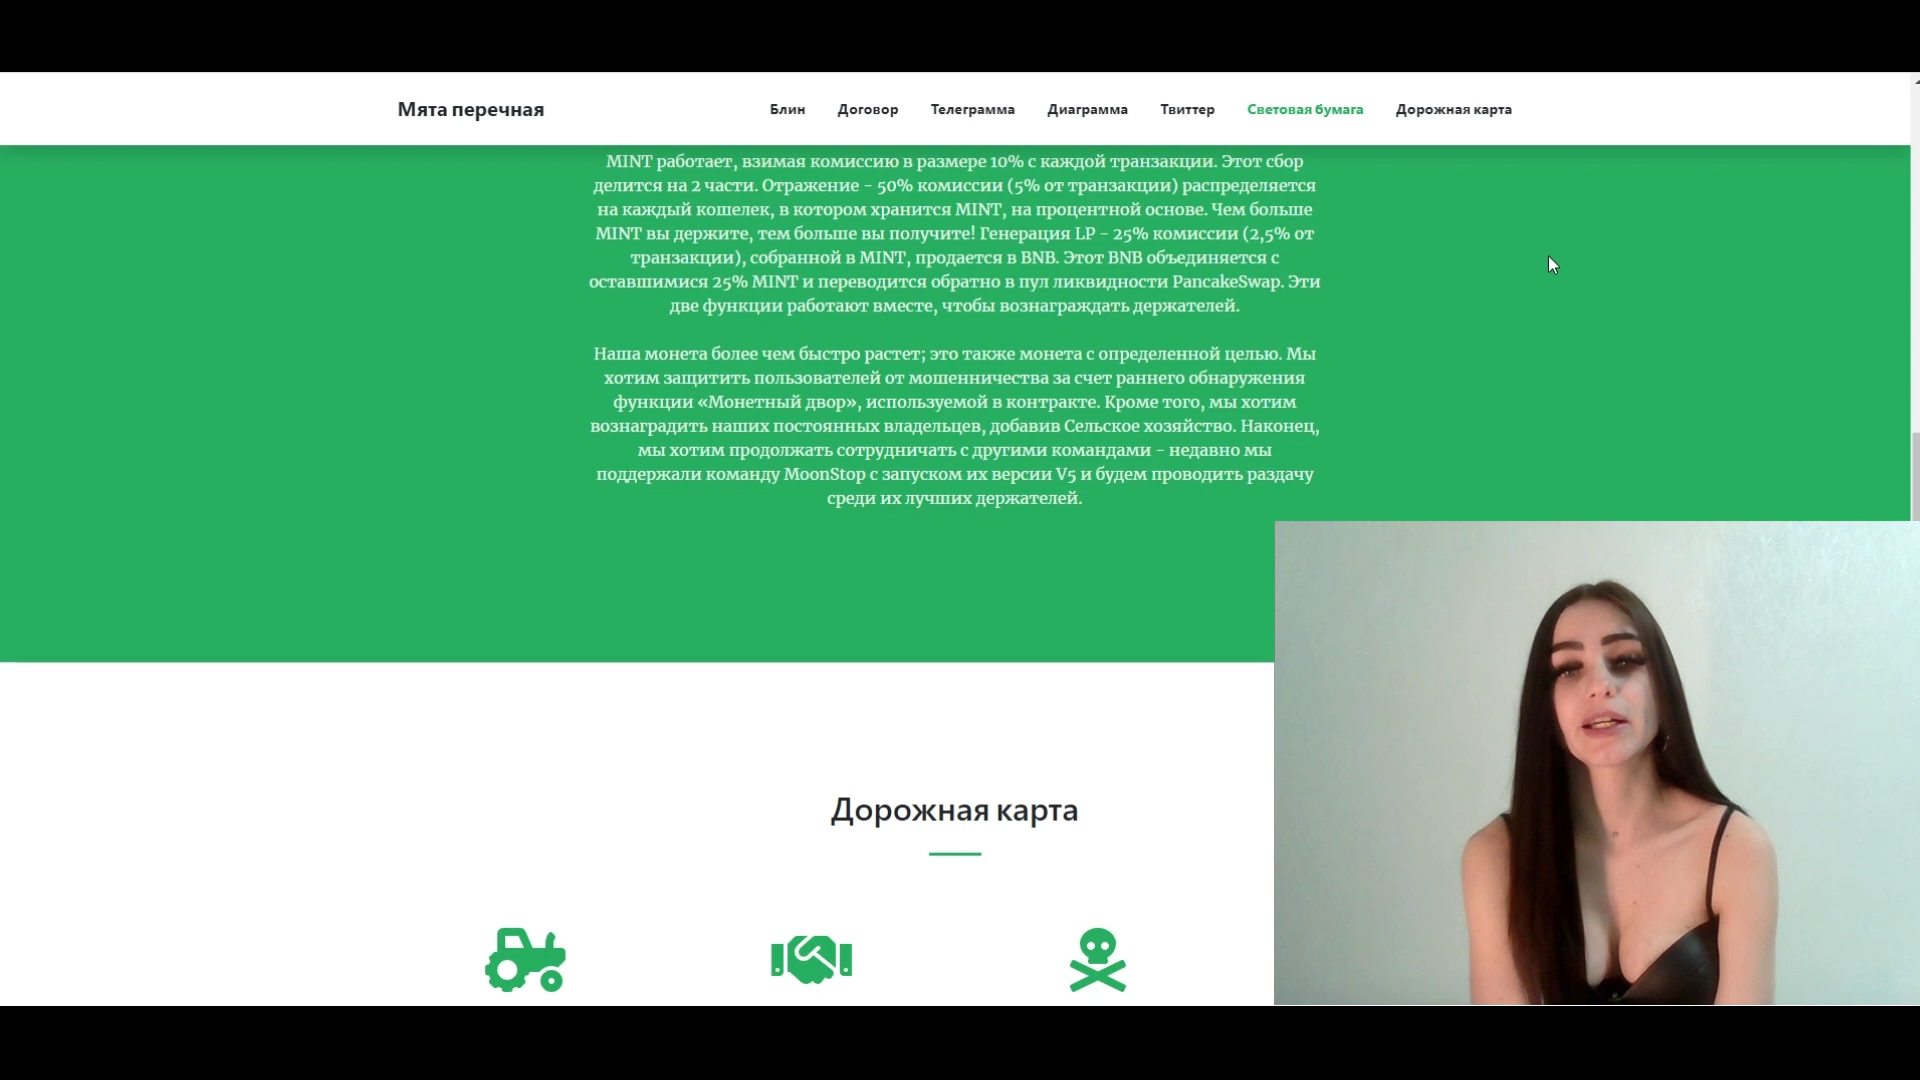 Мята перечная
Блин Договор Телеграмма Диаграмма Твиттер Световая бумага Дорожная карта
MINT работает, взимая комиссию в размере 10% с каждой транзакции. Этот сбор
делится на 2 части. Отражение - 50% комиссии (5% от транзакции) распределяется
на каждый кошелек, в котором хранится MINT, на процентной основе. Чем больше
MINT вы держите, тем больше вы получите! Генерация LP - 25% комиссии (2,5% от
транзакции), собранной в MINT, продается в BNB. Этот BNB объединяется с
оставшимися 25% MINT и переводится обратно в пул ликвидности PancakeSwap. Эти
две функции работают вместе, чтобы вознаграждать держателей.
Наша монета более чем быстро растет; это также монета с определенной целью. Мы
хотим защитить пользователей от мошенничества за счет раннего обнаружения
функции «Монетный двор», используемой в контракте. Кроме того, мы хотим
вознаградить наших постоянных владельцев, добавив Сельское хозяйство. Наконец,
мы хотим продолжать сотрудничать с другими командами - недавно мы
поддержали команду MoonStop с запуском их версии V5 и будем проводить раздачу
среди их лучших держателей.
Дорожная карта